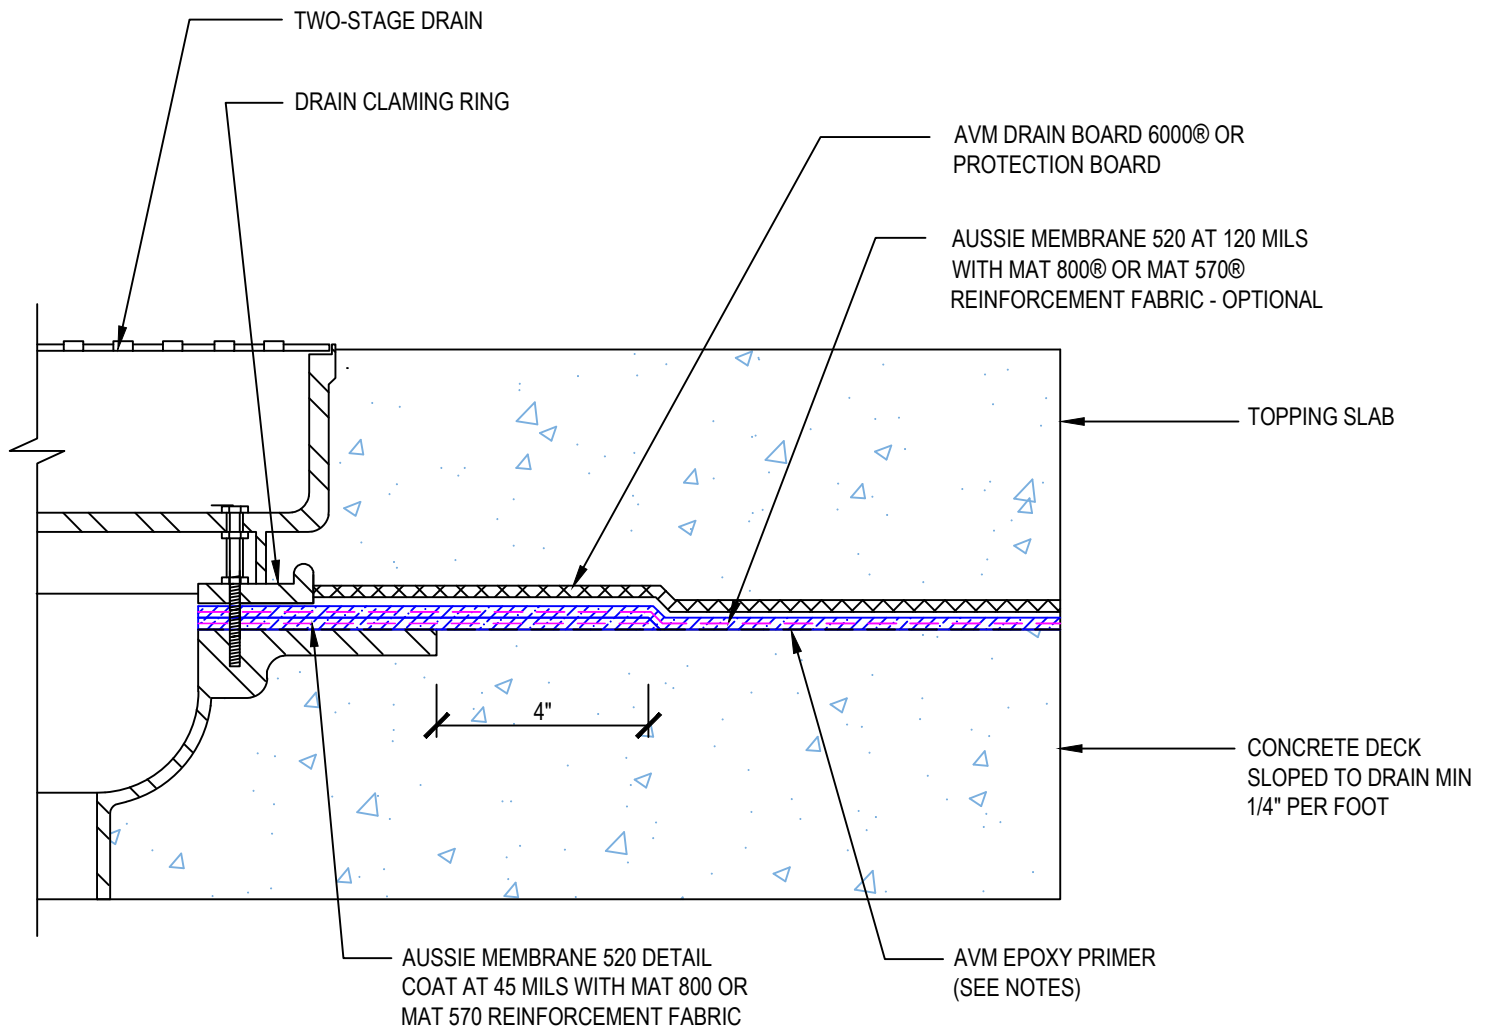 TWO-STAGE DRAIN
DRAIN CLAMING RING
AVM DRAIN BOARD 6000® OR
PROTECTION BOARD
AUSSIE MEMBRANE 520 AT 120 MILS
WITH MAT 800® OR MAT 570®
REINFORCEMENT FABRIC - OPTIONAL
TOPPING SLAB
4"
CONCRETE DECK
SLOPED TO DRAIN MIN
1/4" PER FOOT
AUSSIE MEMBRANE 520 DETAIL
COAT AT 45 MILS WITH MAT 800 OR
MAT 570 REINFORCEMENT FABRIC
AVM EPOXY PRIMER
(SEE NOTES)